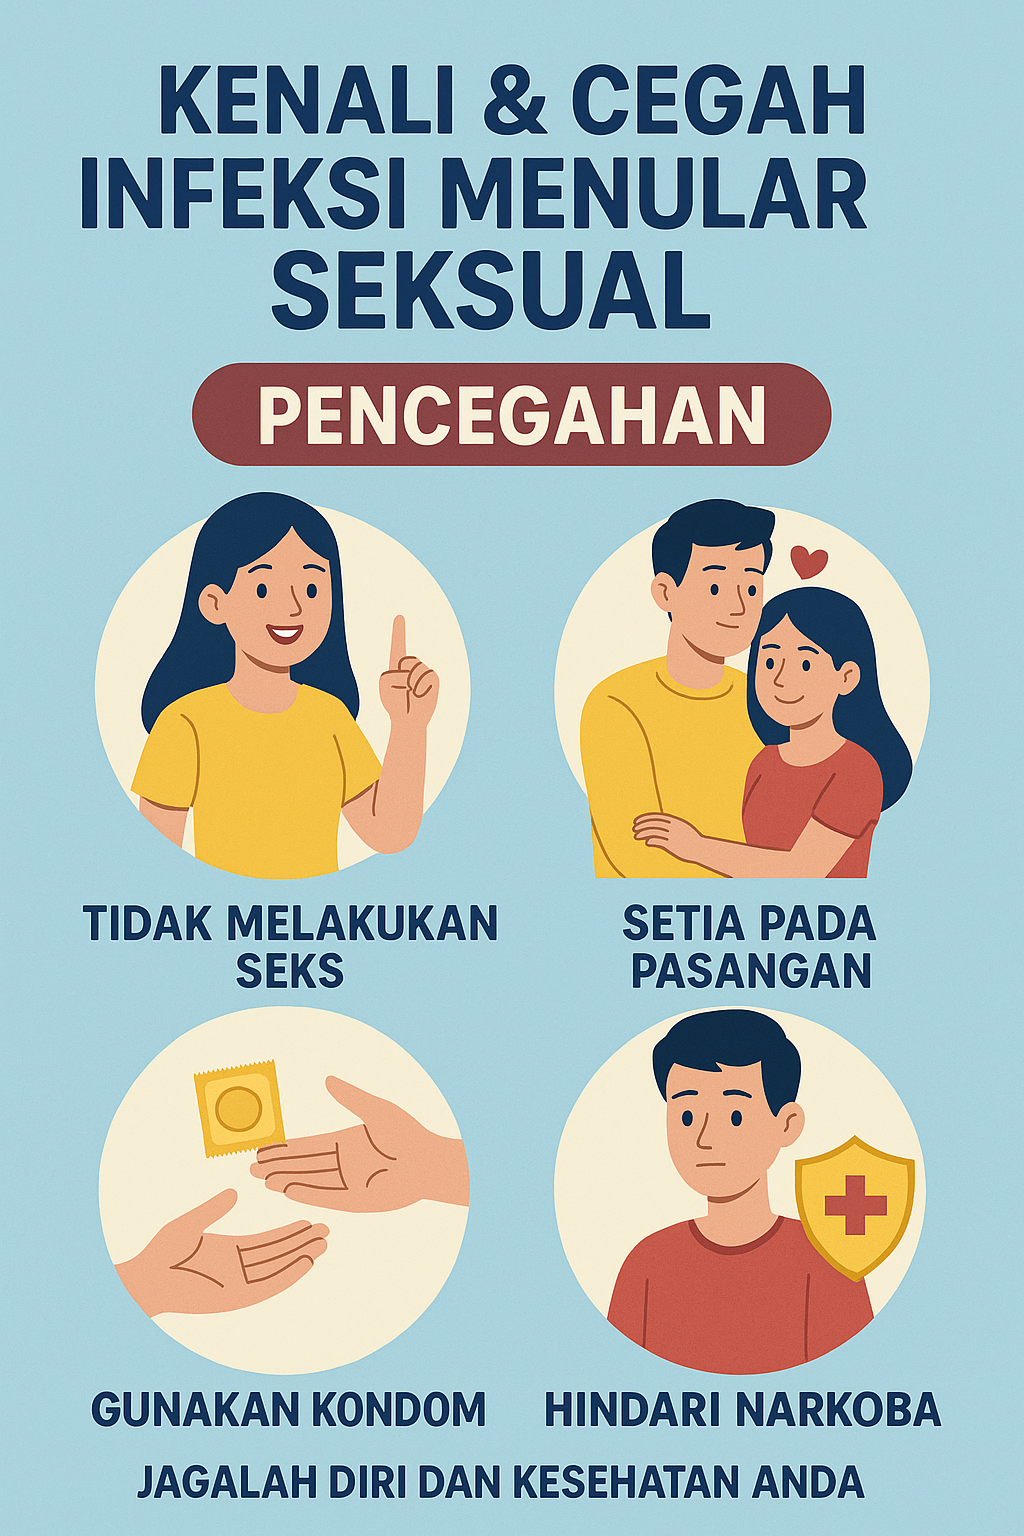 KENALI & CEGAH
INFEKSI MENULAR
SEKSUAL
PENCEGAHAN
TIDAK MELAKUKAN
SEKS
SETIA PADA
PASANGAN
GUNAKAN KONDOM
HINDARI NARKOBA
JAGALAH DIRI DAN KESEHATAN ANDA